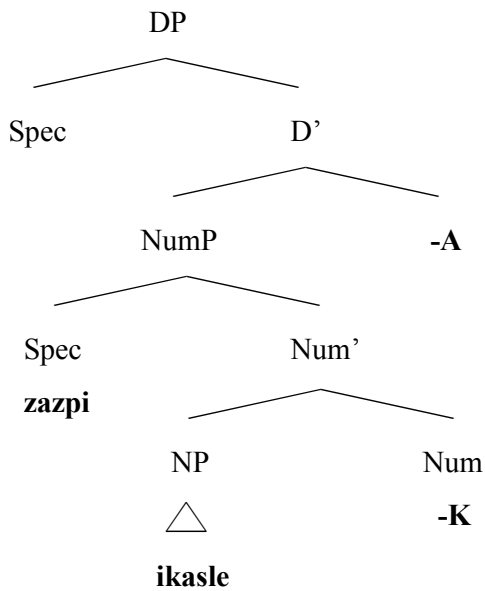 DP
Spec D’
NumP -A
Spec Num’
zazpi
NP Num
-K
ikasle